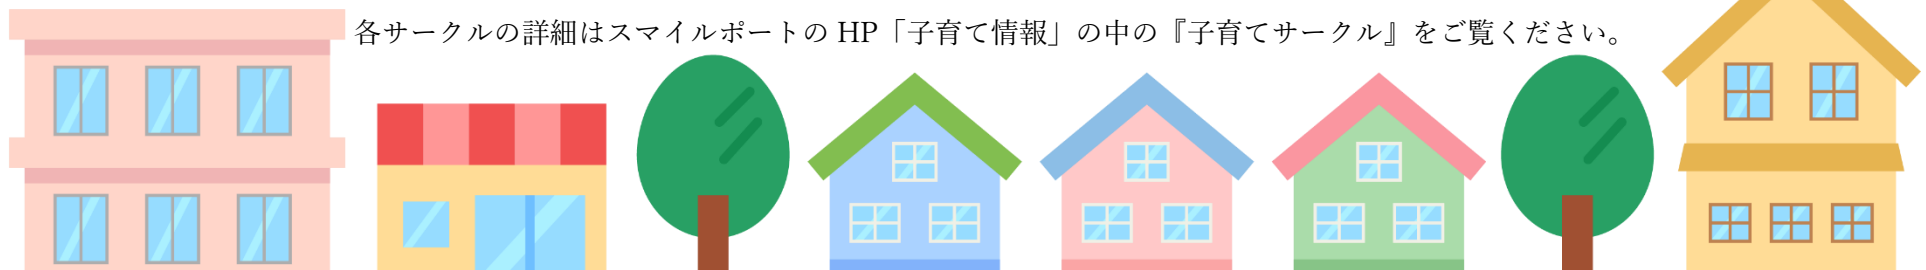 各サークルの詳細はスマイルポートの HP「子育て情報」の中の『子育てサークル』をご覧ください。